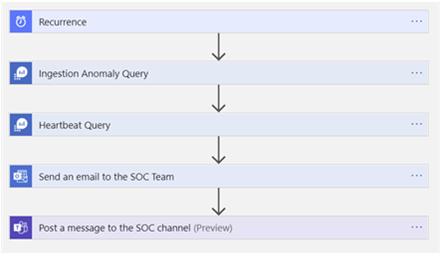 Recurrence
Ingestion Anomaly Query
Heartbeat Query
Send an email to the SOC Team
Post a message to the SOC channel (Preview)